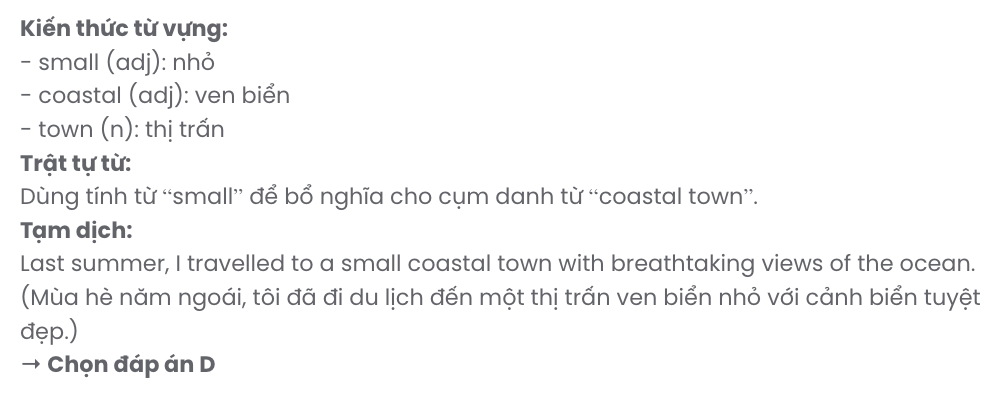 Kiến thức từ vựng:
- small (adj): nhỏ
- coastal (adj): ven biển
- town (n): thị trấn
Trật tự từ:
Dùng tính từ “small” để bổ nghĩa cho cụm danh từ “coastal town”.
Tạm dịch:
Last summer, I travelled to a small coastal town with breathtaking views of the ocean.
(Mùa hè năm ngoái, tôi đã đi du lịch đến một thị trấn ven biển nhỏ với cảnh biển tuyệt
đẹp.)
→ Chọn đáp án D